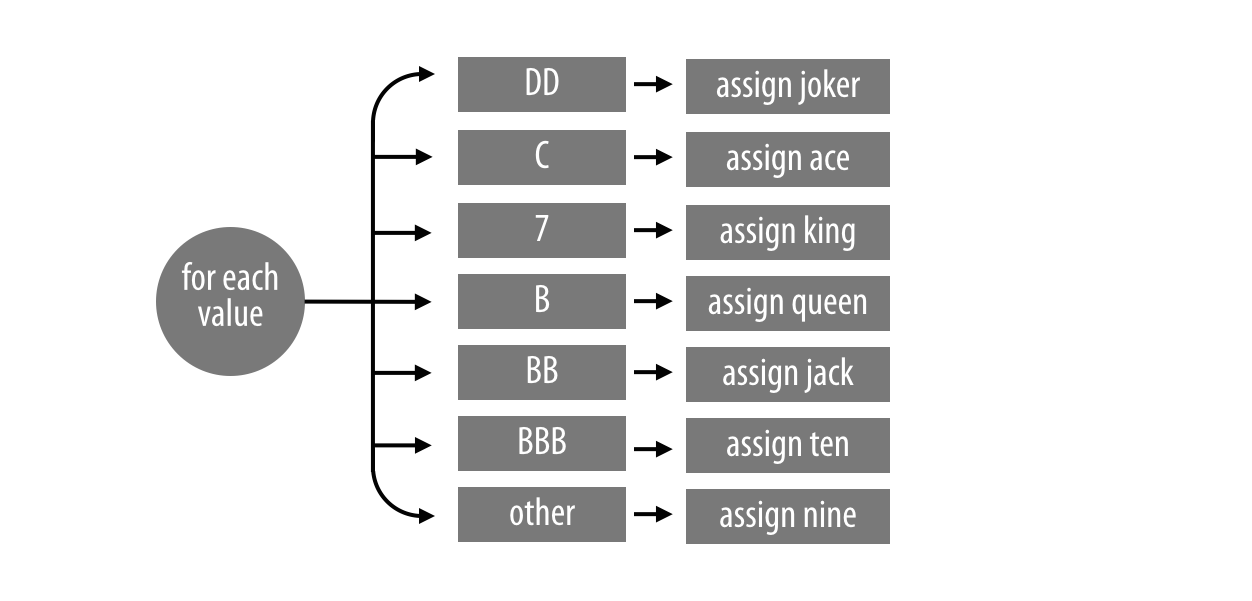 for each
value
DD
assign joker
C
assign ace
7
assign king
B
assign queen
BB
assign jack
BBB
assign ten
other
assign nine